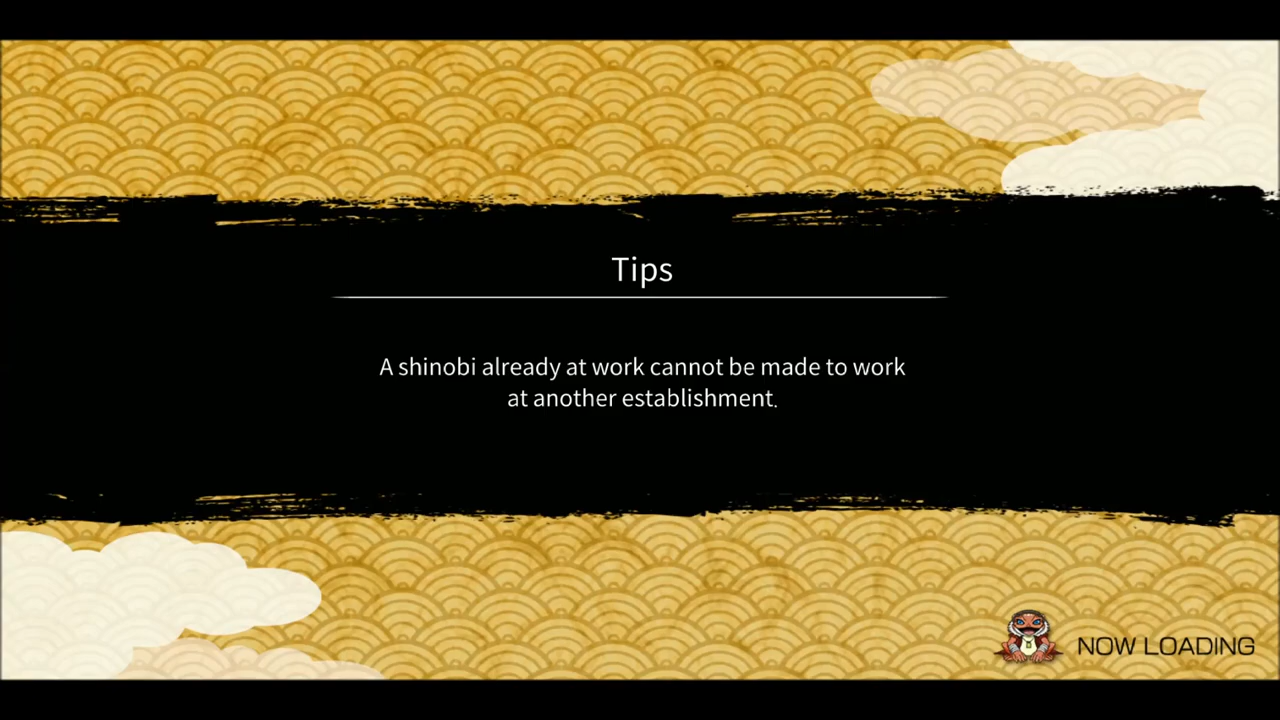 Tips
A shinobi already at work cannot be made to work
at another establishment.
NOW LOADING